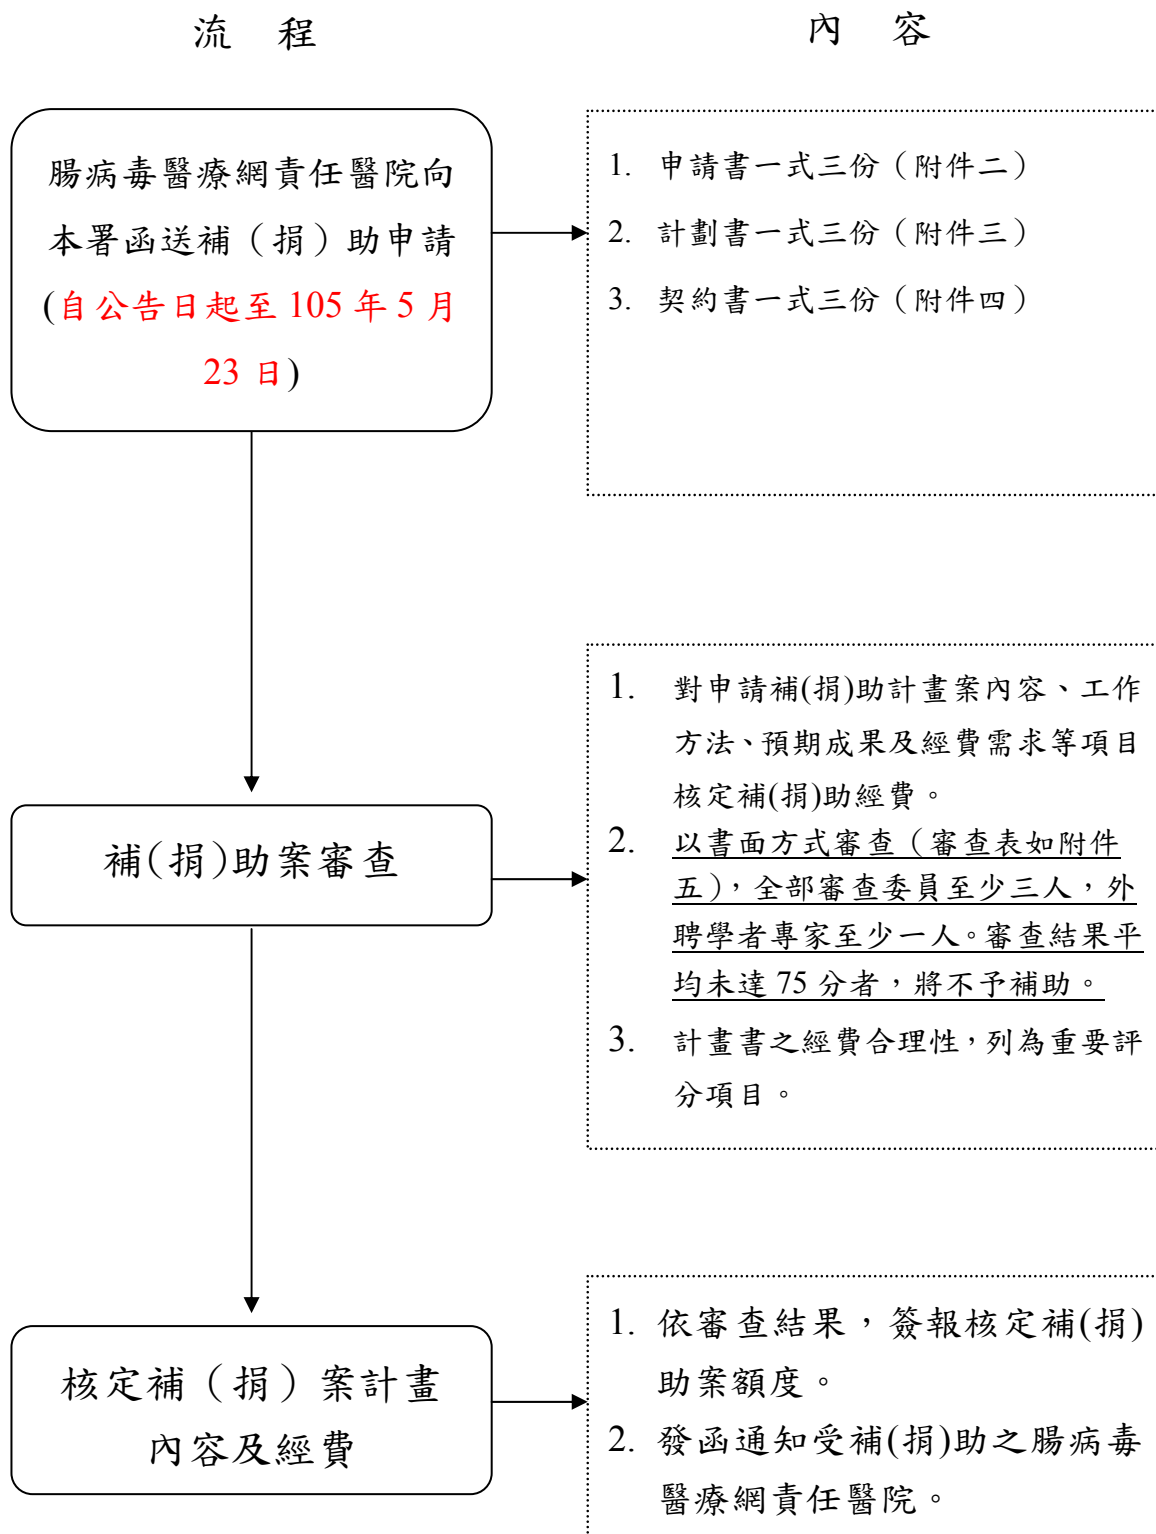 流 程
內 容
腸病毒醫療網責任醫院向
本署函送補（捐）助申請
(自公告日起至 105 年 5 月
23 日)
1. 申請書一式三份（附件二）
2. 計劃書一式三份（附件三）
3. 契約書一式三份（附件四）
補(捐)助案審查
1. 對申請補(捐)助計畫案內容、工作
方法、預期成果及經費需求等項目
核定補(捐)助經費。
2. 以書面方式審查（審查表如附件
五），全部審查委員至少三人，外
聘學者專家至少一人。審查結果平
均未達 75 分者，將不予補助。
3. 計畫書之經費合理性，列為重要評
分項目。
核定補（捐）案計畫
內容及經費
1. 依審查結果，簽報核定補(捐)
助案額度。
2. 發函通知受補(捐)助之腸病毒
醫療網責任醫院。